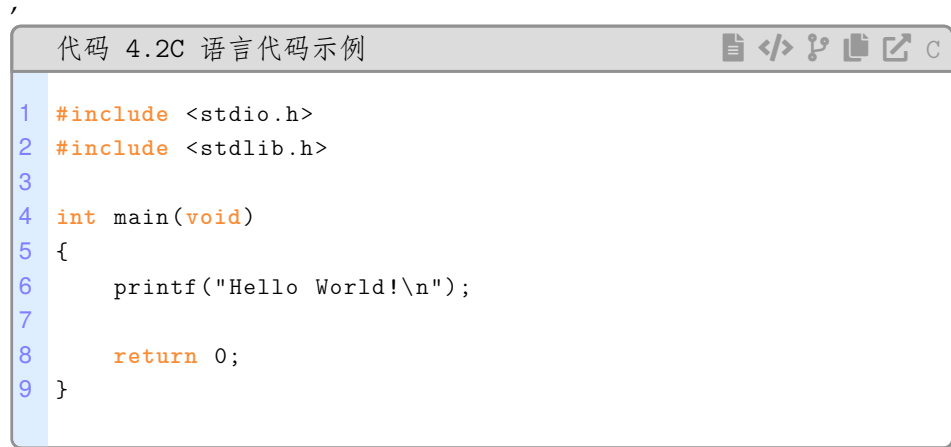 ,
代码 4.2C 语言代码示例 C
1 #include <stdio.h>
2 #include <stdlib.h>
3
4 int main(void)
5 {
6     printf("Hello World!\n");
7
8     return 0;
9 }